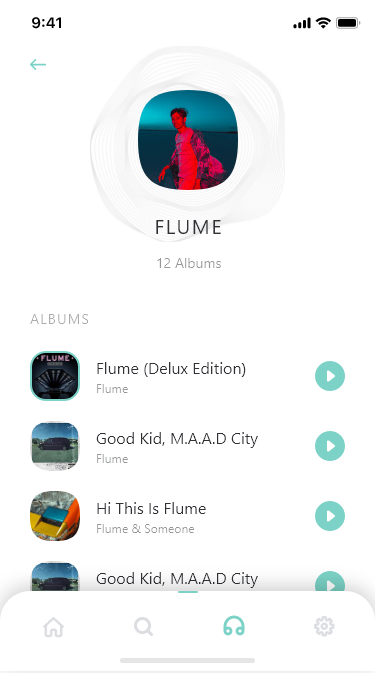 9:41
FLUME
12 Albums
ALBUMS
FLUME
Flume (Delux Edition)
Flume
Good Kid, M.A.A.D City
Flume
Hi This Is Flume
Flume & Someone
Good Kid, M.A.A.D City